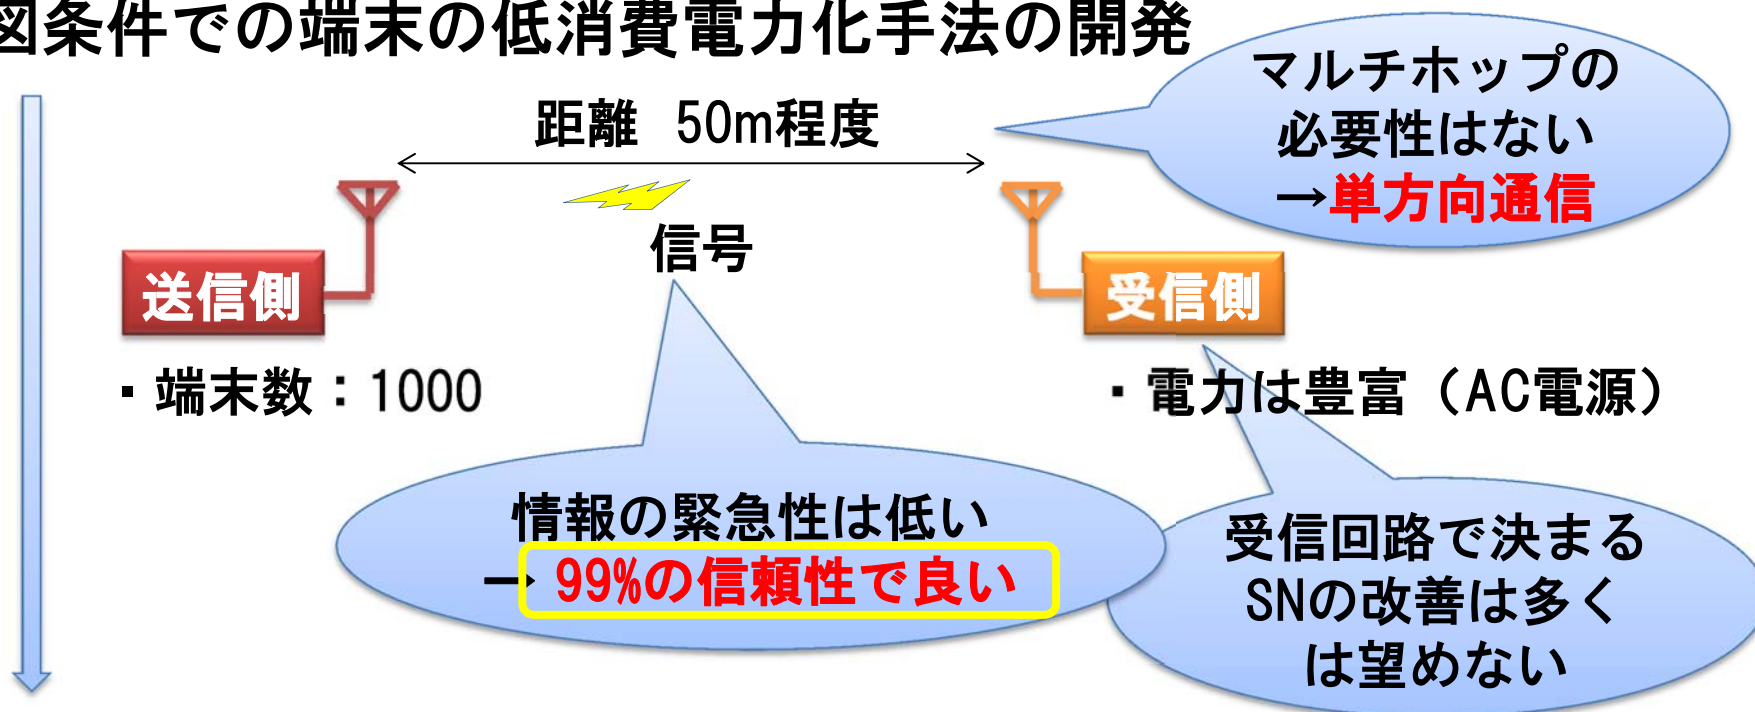 図条件での端末の低消費電力化手法の開発
マルチホップの
必要性はない
→単方向通信
距離 50m程度
信号
送信側
受信側
・端末数：1000
・電力は豊富（AC電源）
情報の緊急性は低い
→ 99%の信頼性で良い
受信回路で決まる
SNの改善は多く
は望めない